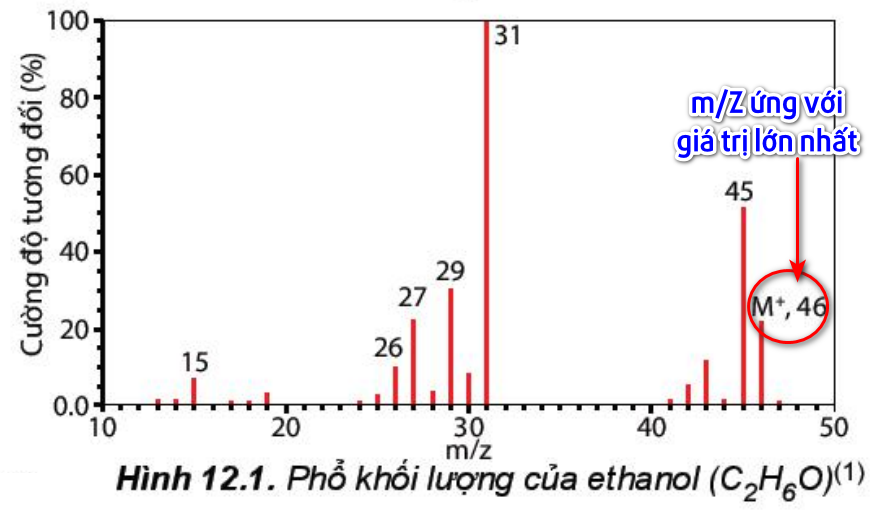 100
31
m/Z ứng với
giá trị lớn nhất
Cường độ tương đối (%)
80
60
45
40
29
27
M⁺, 46
26
20
15
0.0
10
20
30
40
50
m/z
Hình 12.1. Phổ khối lượng của ethanol (C₂H₆O)⁽¹⁾